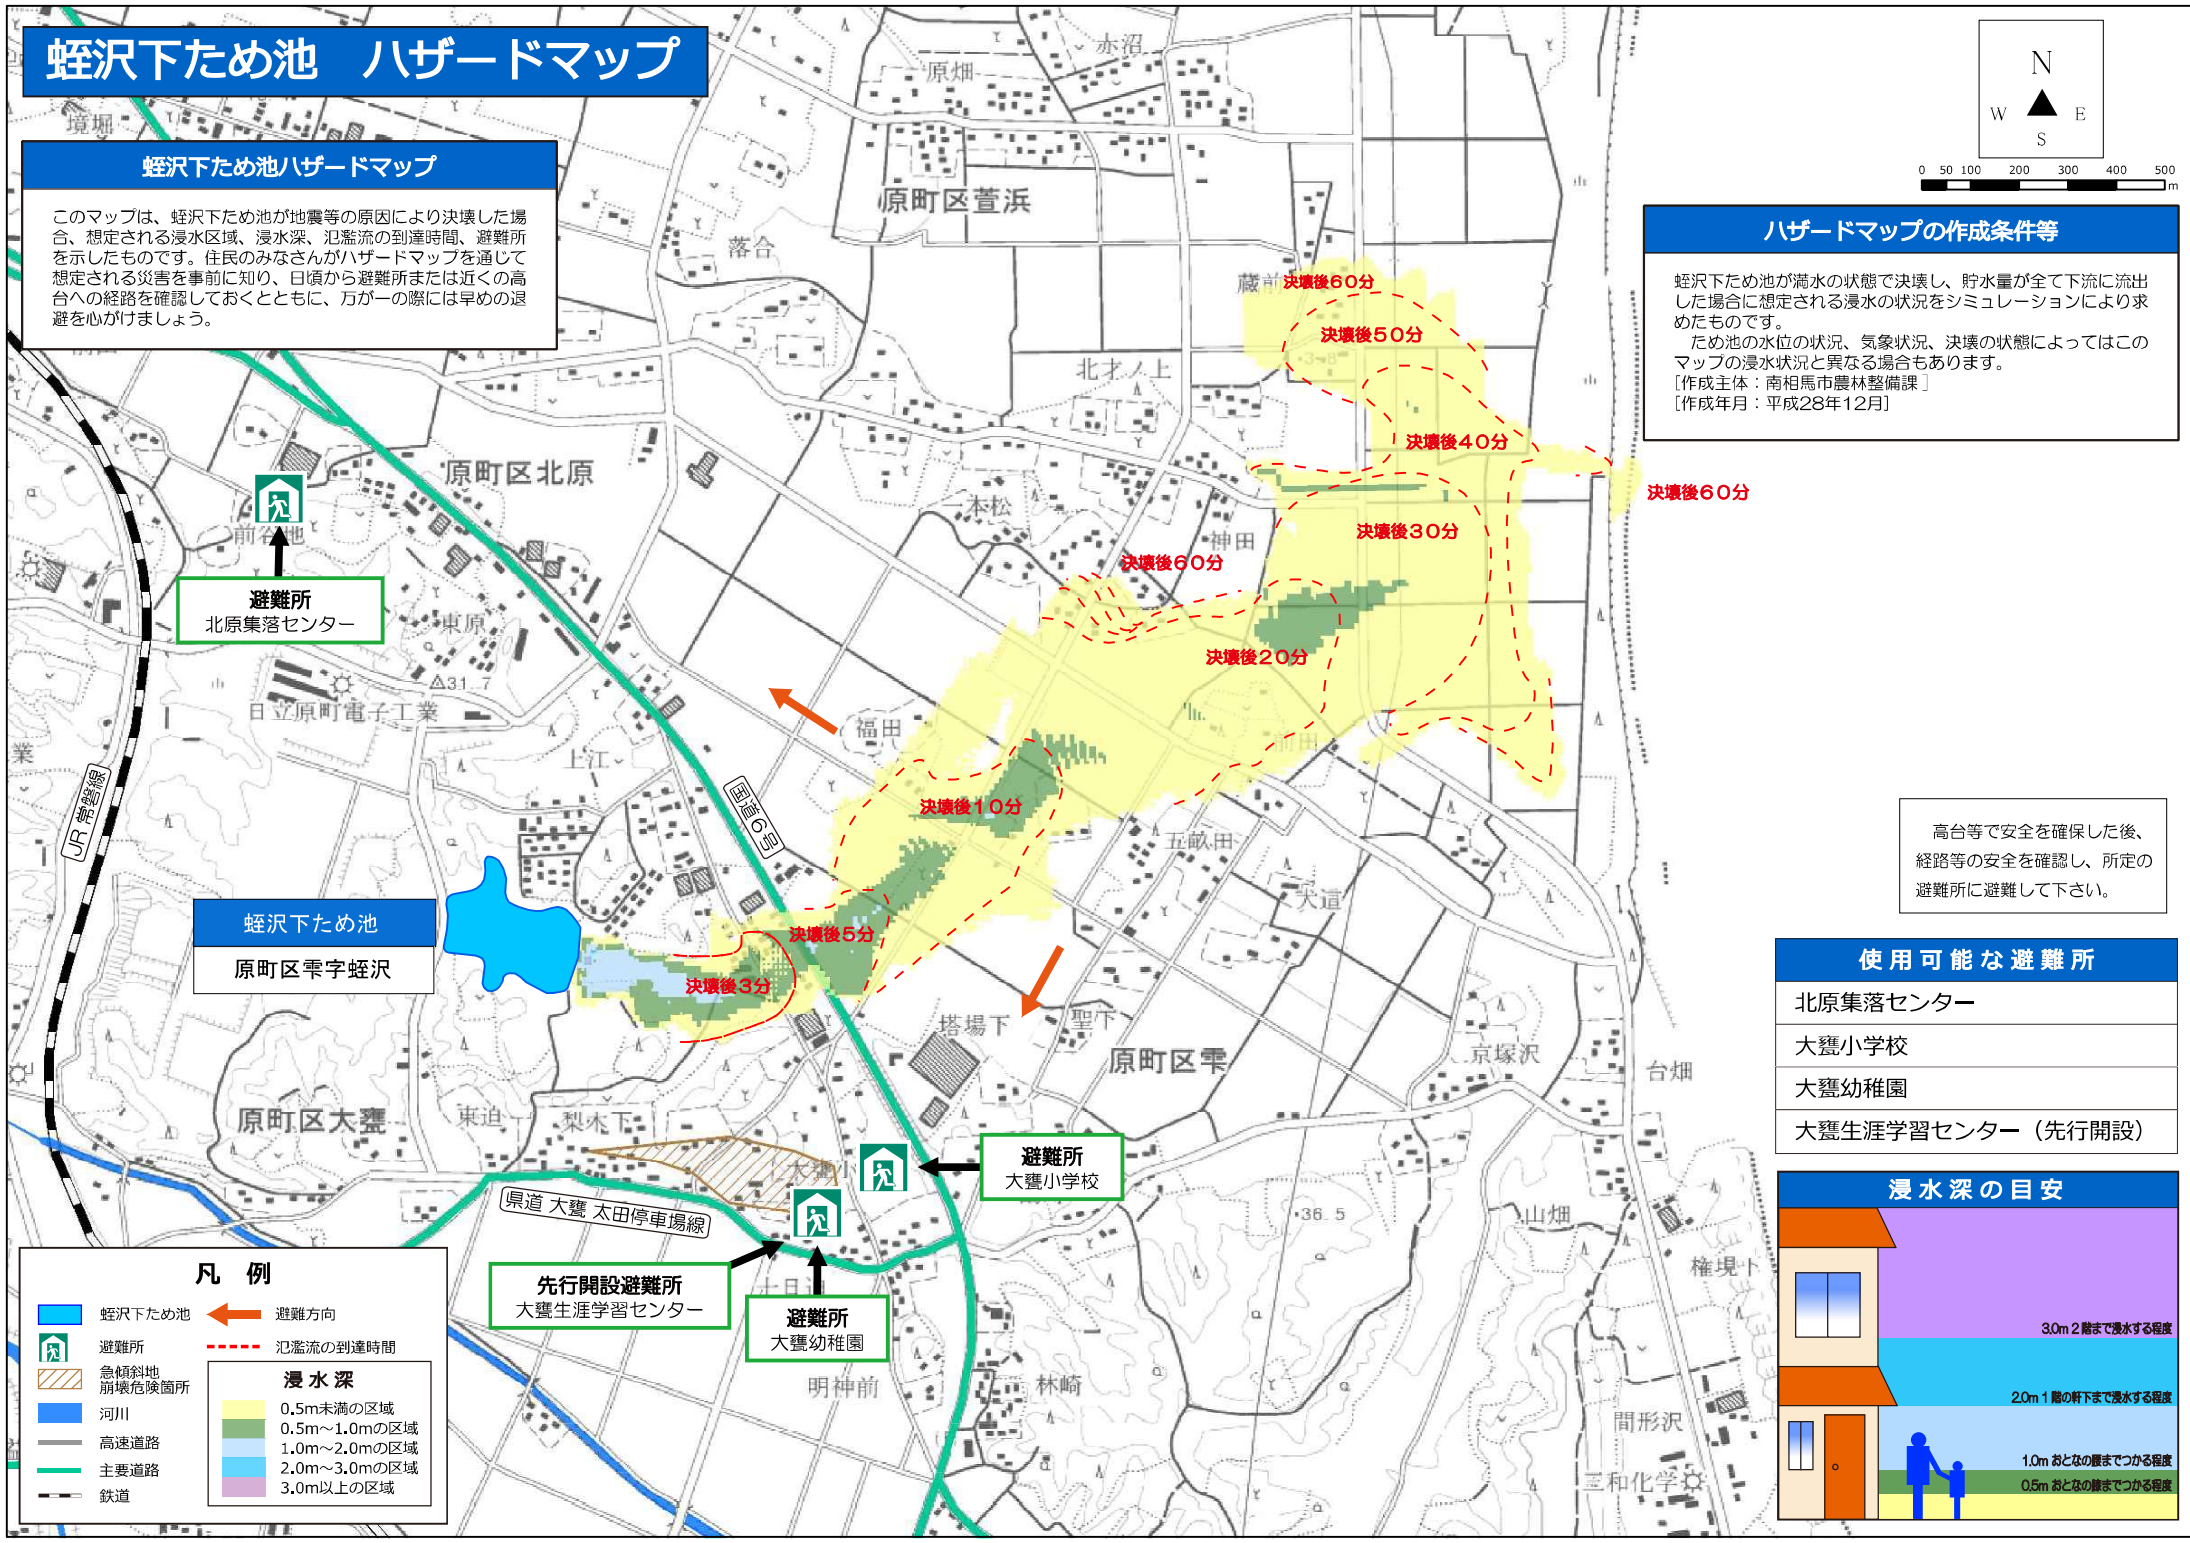 蛭沢下ため池　ハザードマップ
蛭沢下ため池ハザードマップ
このマップは、蛭沢下ため池が地震等の原因により決壊した場
合、想定される浸水区域、浸水深、氾濫流の到達時間、避難所
を示したものです。住民のみなさんがハザードマップを通じて
想定される災害を事前に知り、日頃から避難所または近くの高
台への経路を確認しておくとともに、万が一の際には早めの退
避を心がけましょう。
N
W E
S
0 50 100 200 300 400 500
m
ハザードマップの作成条件等
蛭沢下ため池が満水の状態で決壊し、貯水量が全て下流に流出
した場合に想定される浸水の状況をシミュレーションにより求
めたものです。
ため池の水位の状況、気象状況、決壊の状態によってはこの
マップの浸水状況と異なる場合もあります。
[作成主体：南相馬市農林整備課]
[作成年月：平成28年12月]
境堀
原畑
赤沼
原町区萱浜
落合
蔵前
決壊後60分
決壊後50分
北才ノ上
決壊後40分
原町区北原
決壊後60分
一本松
決壊後30分
神田
前谷地
決壊後60分
避難所
北原集落センター
東原
決壊後20分
31.7
日立原町電子工業
福田
前田
業
上江
国道6号
JR 常磐線
決壊後10分
五畝田
大道
蛭沢下ため池
原町区雫字蛭沢
決壊後5分
決壊後3分
塔場下
聖下
原町区雫
京塚沢
台畑
原町区大甕
東迫
梨木下
大甕小
避難所
大甕小学校
県道 大甕 太田停車場線
36.5
山畑
権現下
先行開設避難所
大甕生涯学習センター
避難所
大甕幼稚園
明神前
林崎
間形沢
三和化学
高台等で安全を確保した後、
経路等の安全を確認し、所定の
避難所に避難して下さい。
使用可能な避難所
北原集落センター
大甕小学校
大甕幼稚園
大甕生涯学習センター（先行開設）
浸水深の目安
3.0m 2階まで浸水する程度
2.0m 1階の軒下まで浸水する程度
1.0m おとなの腰までつかる程度
0.5m おとなの膝までつかる程度
凡　例
蛭沢下ため池
避難方向
避難所
氾濫流の到達時間
急傾斜地
崩壊危険箇所
河川
高速道路
主要道路
鉄道
浸水深
0.5m未満の区域
0.5m～1.0mの区域
1.0m～2.0mの区域
2.0m～3.0mの区域
3.0m以上の区域